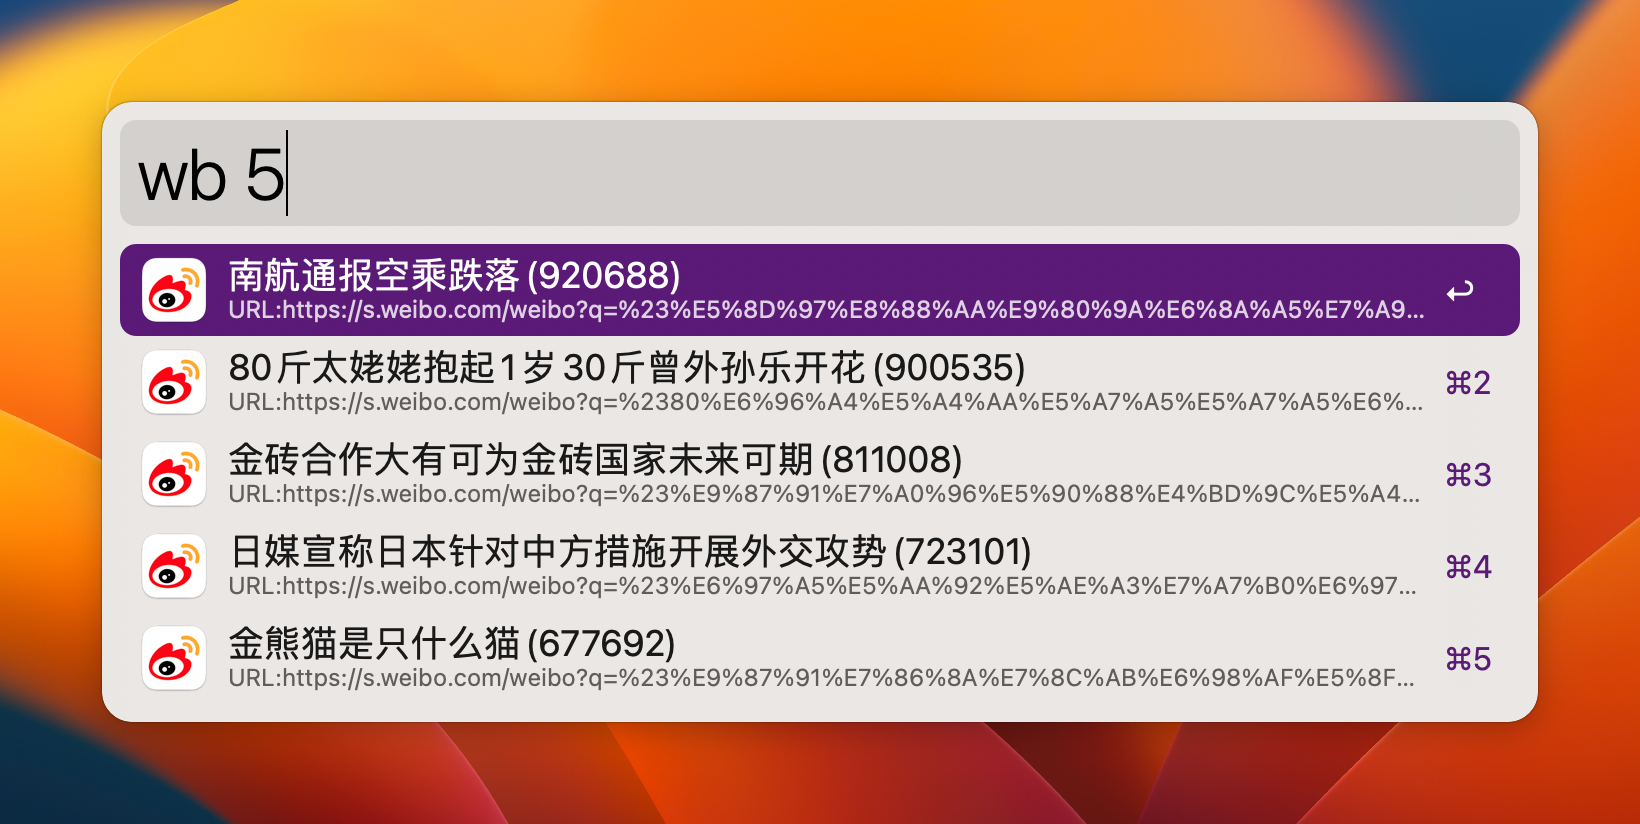 wb 5
南航通报空乘跌落 (920688)
URL:https://s.weibo.com/weibo?q=%23%E5%8D%97%E8%88%AA%E9%80%9A%E6%8A%A5%E7%A9...
80斤太姥姥抱起1岁30斤曾外孙乐开花 (900535)
URL:https://s.weibo.com/weibo?q=%2380%E6%96%A4%E5%A4%AA%E5%A7%A5%E5%A7%A5%E6%...
⌘2
金砖合作大有可为金砖国家未来可期 (811008)
URL:https://s.weibo.com/weibo?q=%23%E9%87%91%E7%A0%96%E5%90%88%E4%BD%9C%E5%A4...
⌘3
日媒宣称日本针对中方措施开展外交攻势 (723101)
URL:https://s.weibo.com/weibo?q=%23%E6%97%A5%E5%AA%92%E5%AE%A3%E7%A7%B0%E6%97...
⌘4
金熊猫是只什么猫 (677692)
URL:https://s.weibo.com/weibo?q=%23%E9%87%91%E7%86%8A%E7%8C%AB%E6%98%AF%E5%8F...
⌘5